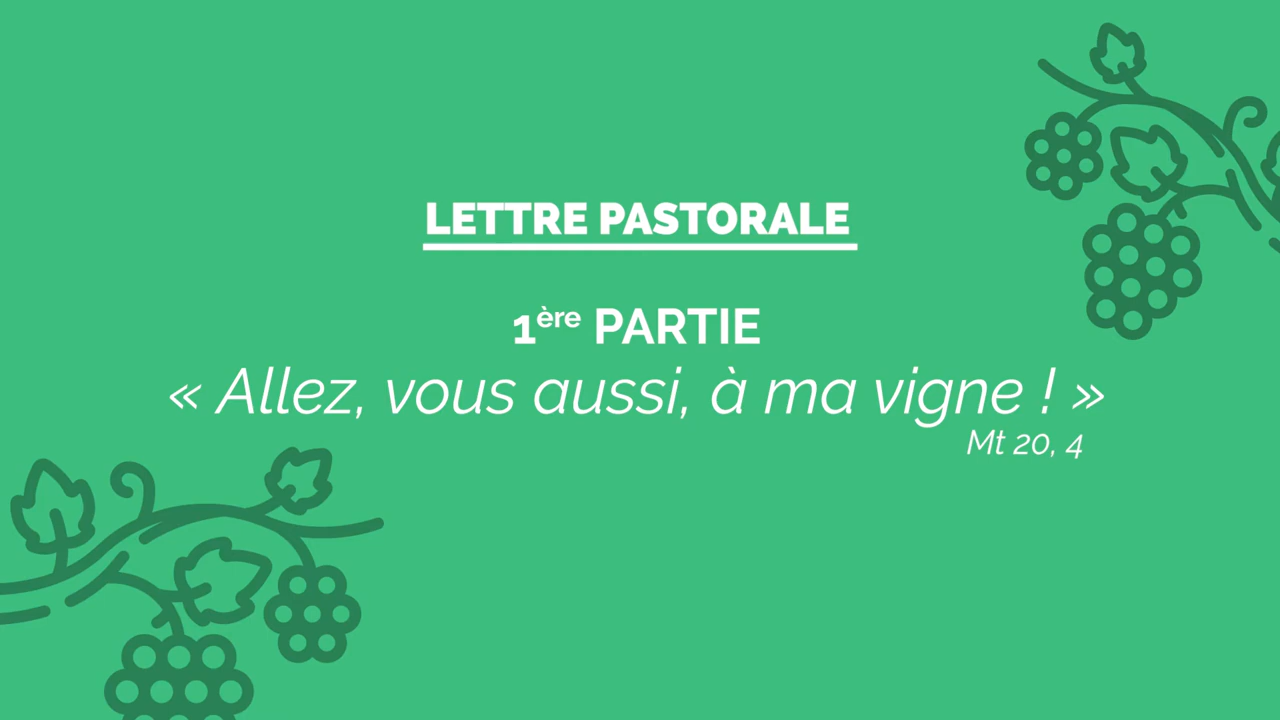 LETTRE PASTORALE
1ère PARTIE
« Allez, vous aussi, à ma vigne ! »
Mt 20, 4